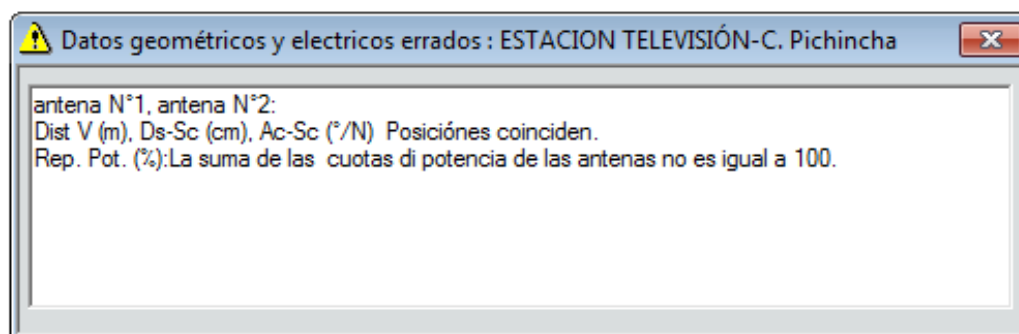 Datos geométricos y electricos errados : ESTACION TELEVISIÓN-C. Pichincha
antena N°1, antena N°2:
Dist V (m), Ds-Sc (cm), Ac-Sc (°/N)  Posiciónes coinciden.
Rep. Pot. (%):La suma de las  cuotas di potencia de las antenas no es igual a 100.